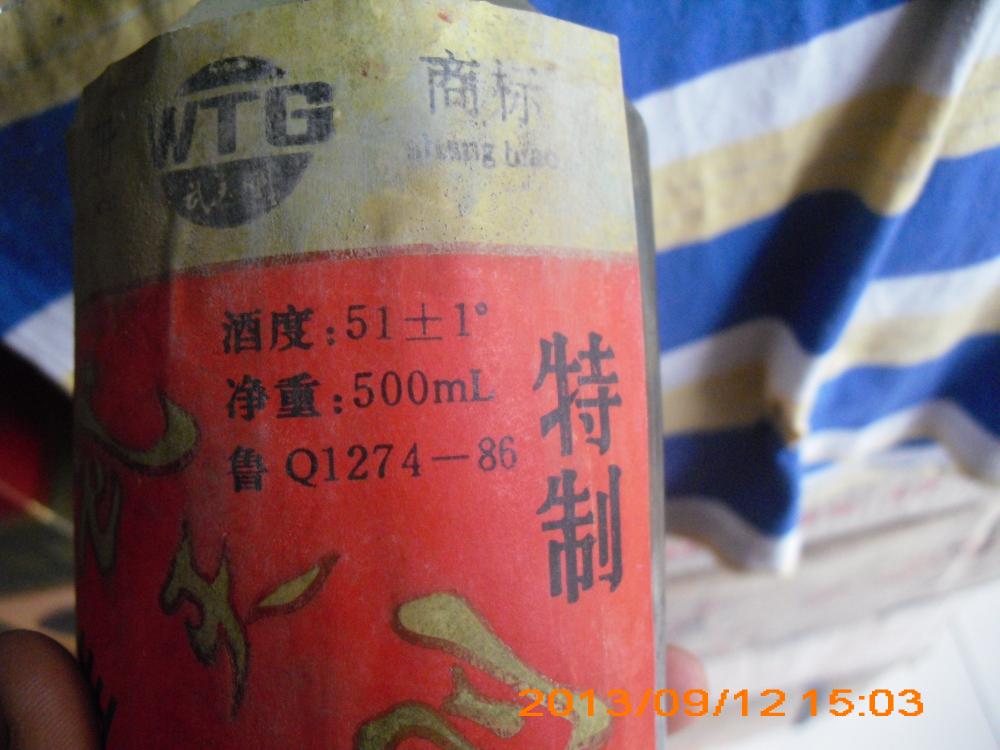 WTG
商标
shang biao
酒度:51±1°
净重:500mL
鲁 Q1274－86
特制
2013/09/12 15:03